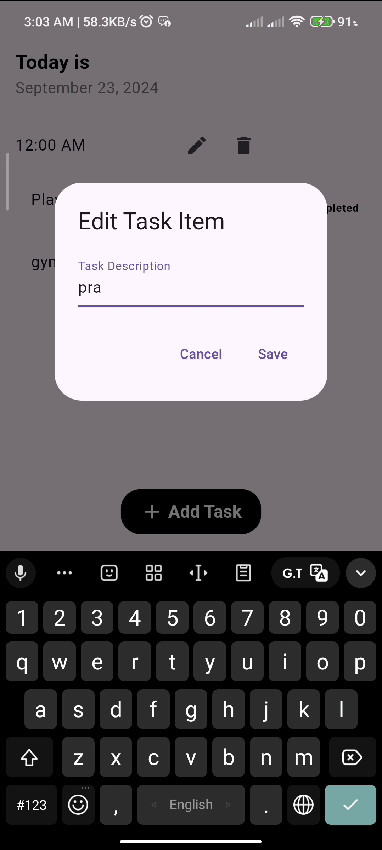 3:03 AM | 58.3KB/s 91
Today is
September 23, 2024
12:00 AM
Pla
pleted
gyn
Edit Task Item
Task Description
pra
Cancel Save
+ Add Task
G.T
1 2 3 4 5 6 7 8 9 0
q w e r t y u i o p
a s d f g h j k l
z x c v b n m
#123 , English .